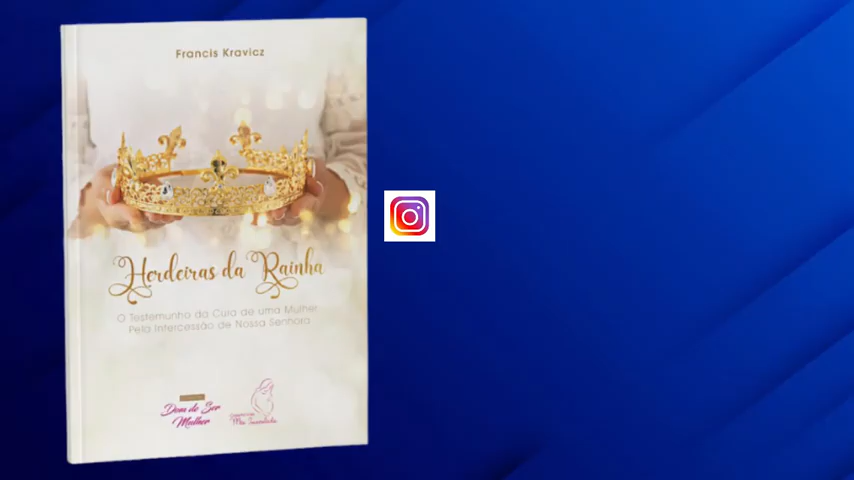 Francis Kravicz
Herdeiras da Rainha
O Testemunho da Cura de uma Mulher
Pela Intercessão de Nossa Senhora
Dom de Ser
Mulher